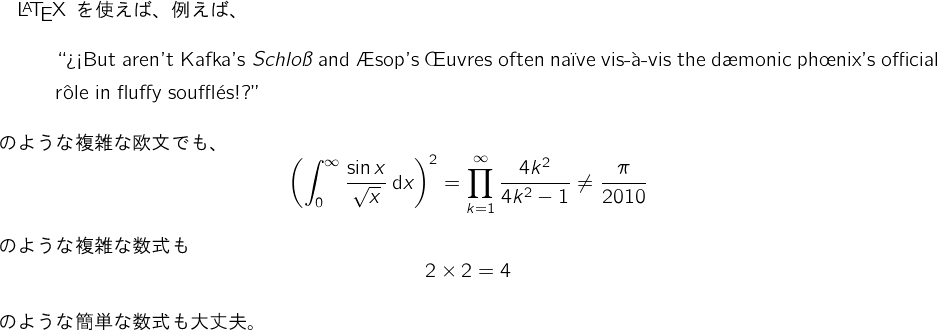 LATEX を使えば、例えば、
“¿¡But aren’t Kafka’s Schloß and Æsop’s Œuvres often naïve vis-à-vis the dæmonic phœnix’s official
rôle in fluffy soufflés!?”
のような複雑な欧文でも、
\left( \int_0^\infty \frac{\sin x}{\sqrt{x}} \, \mathrm{d}x \right)^2 = \prod_{k=1}^{\infty} \frac{4k^2}{4k^2 - 1} \neq \frac{\pi}{2010}
のような複雑な数式も
2 × 2 = 4
のような簡単な数式も大丈夫。